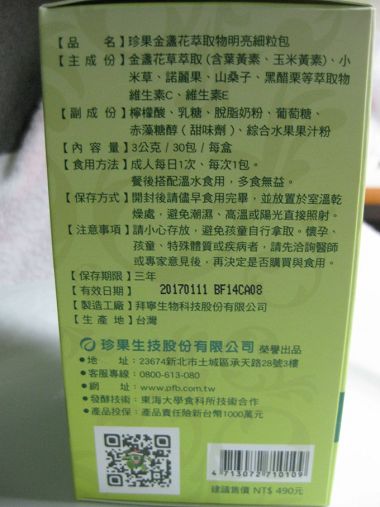 【品 名】珍果金盞花萃取物明亮細粒包
【主 成 份】金盞花萃萃取(含葉黃素、玉米黃素)、小
米草、諾麗果、山桑子、黑醋栗等萃取物
維生素C、維生素E
【副 成 份】檸檬酸、乳糖、脫脂奶粉、葡萄糖、
赤藻糖醇(甜味劑)、綜合水果果汁粉
【內 容 量】3公克/30包/每盒
【食用方法】成人每日1次、每次1包。
餐後搭配溫水食用,多食無益。
【保存方式】開封後請儘早食用完畢,並放置於室溫乾
燥處,避免潮濕、高溫或陽光直接照射。
【注意事項】請小心存放,避免孩童自行拿取。懷孕、
孩童、特殊體質或疾病者,請先洽詢醫師
或專家意見後,再決定是否購買與食用。
【保存期限】三年
【有效日期】 20170111 BF14CA08
【製造工廠】拜寧生物科技股份有限公司
【生 產 地】台灣
珍果生技股份有限公司 榮譽出品
●地 址:23674新北市土城區承天路28號3樓
●客服專線:0800-613-080
●網 址:www.pfb.com.tw
●發酵技術:東海大學食科所技術合作
●產品投保:產品責任險新台幣1000萬元
4 713072 710109
建議售價 NT$ 490元